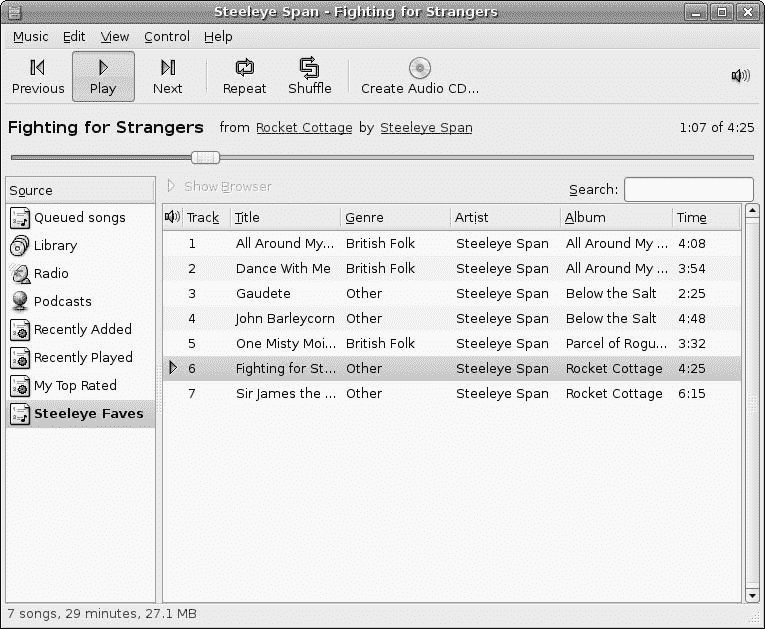 Steeleye Span - Fighting for Strangers
Music Edit View Control Help
Previous Play Next Repeat Shuffle Create Audio CD...
Fighting for Strangers from Rocket Cottage by Steeleye Span 1:07 of 4:25
Source
Queued songs
Library
Radio
Podcasts
Recently Added
Recently Played
My Top Rated
Steeleye Faves
Show Browser Search:
Track Title Genre Artist Album Time
1 All Around My... British Folk Steeleye Span All Around My ... 4:08
2 Dance With Me British Folk Steeleye Span All Around My ... 3:54
3 Gaudete Other Steeleye Span Below the Salt 2:25
4 John Barleycorn Other Steeleye Span Below the Salt 4:48
5 One Misty Moi... British Folk Steeleye Span Parcel of Rogu... 3:32
6 Fighting for St... Other Steeleye Span Rocket Cottage 4:25
7 Sir James the ... Other Steeleye Span Rocket Cottage 6:15
7 songs, 29 minutes, 27.1 MB